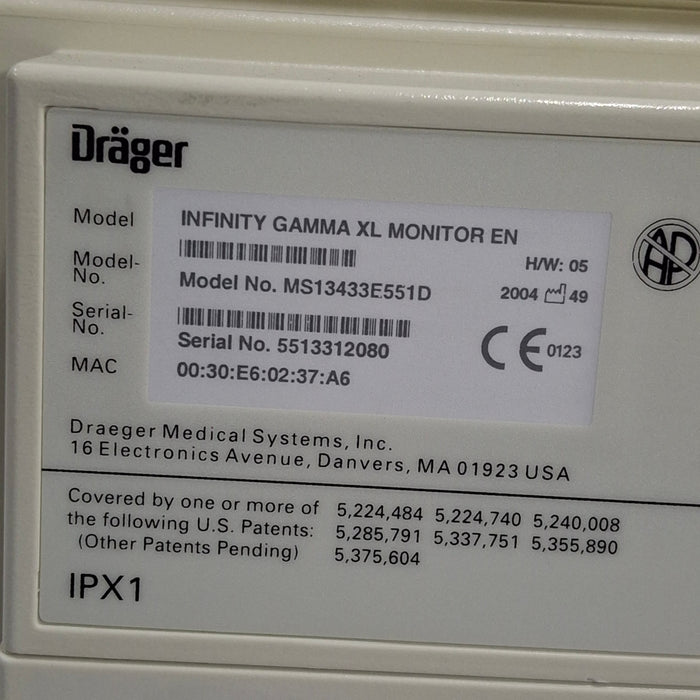 Dräger
Model INFINITY GAMMA XL MONITOR EN
H/W: 05
Model-
No.
Model No. MS13433E551D
2004 49
Serial-
No.
Serial No. 5513312080
CE 0123
MAC 00:30:E6:02:37:A6
Draeger Medical Systems, Inc.
16 Electronics Avenue, Danvers, MA 01923 USA
Covered by one or more of 5,224,484 5,224,740 5,240,008
the following U.S. Patents: 5,285,791 5,337,751 5,355,890
(Other Patents Pending) 5,375,604
IPX1